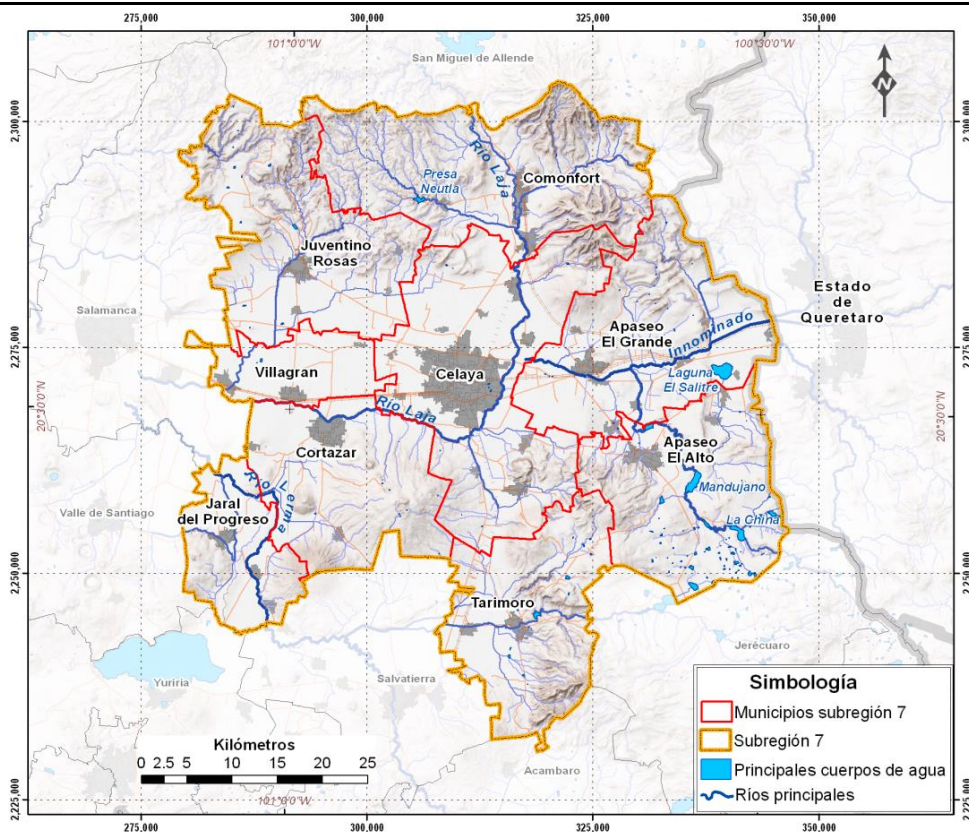 275,000
300,000
325,000
350,000
101°0'0"W
100°30'0"W
San Miguel de Allende
N
2,300,000
2,300,000
Río Laja
Presa
Neutla
Comonfort
Juventino
Rosas
Estado
de
Queretaro
Salamanca
Apaseo
El Grande
Innominado
2,275,000
2,275,000
Villagran
Celaya
Laguna
El Salitre
20°30'0"N
20°30'0"N
Río Laja
Cortazar
Apaseo
El Alto
Río Lerma
Mandujano
Jaral
del Progreso
Valle de Santiago
La China
2,250,000
2,250,000
Tarimoro
Jerécuaro
Yuriria
Salvatierra
Simbología
Municipios subregión 7
Subregión 7
Principales cuerpos de agua
Ríos principales
Kilómetros
0 2.5 5 10 15 20 25
Acambaro
101°0'0"W
2,225,000
2,225,000
275,000
300,000
325,000
350,000